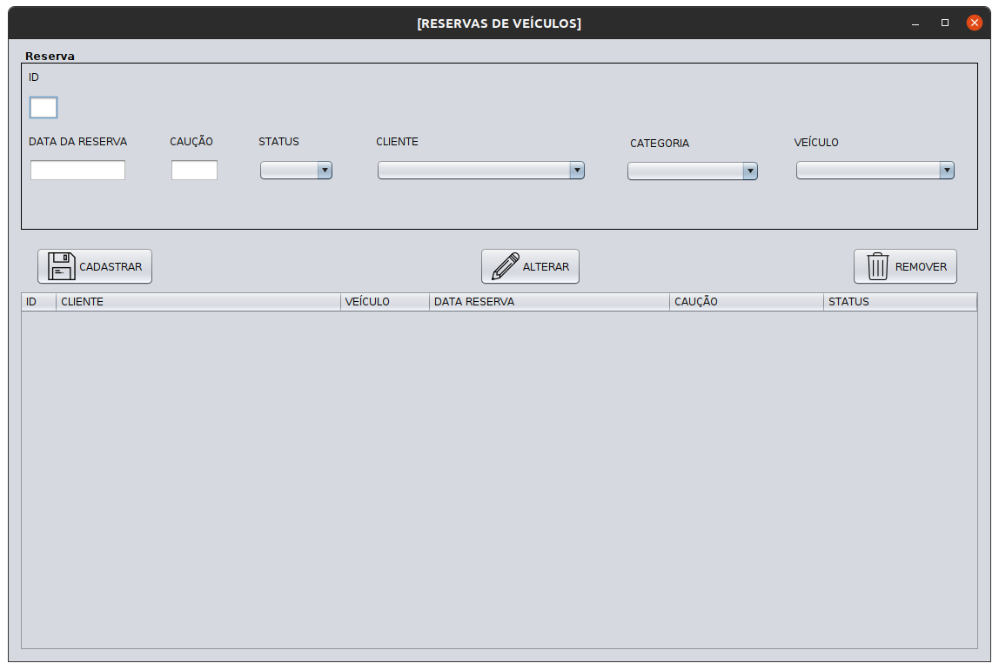 [RESERVAS DE VEÍCULOS]
Reserva
ID
DATA DA RESERVA CAUÇÃO STATUS CLIENTE CATEGORIA VEÍCULO
CADASTRAR ALTERAR REMOVER
ID CLIENTE VEÍCULO DATA RESERVA CAUÇÃO STATUS